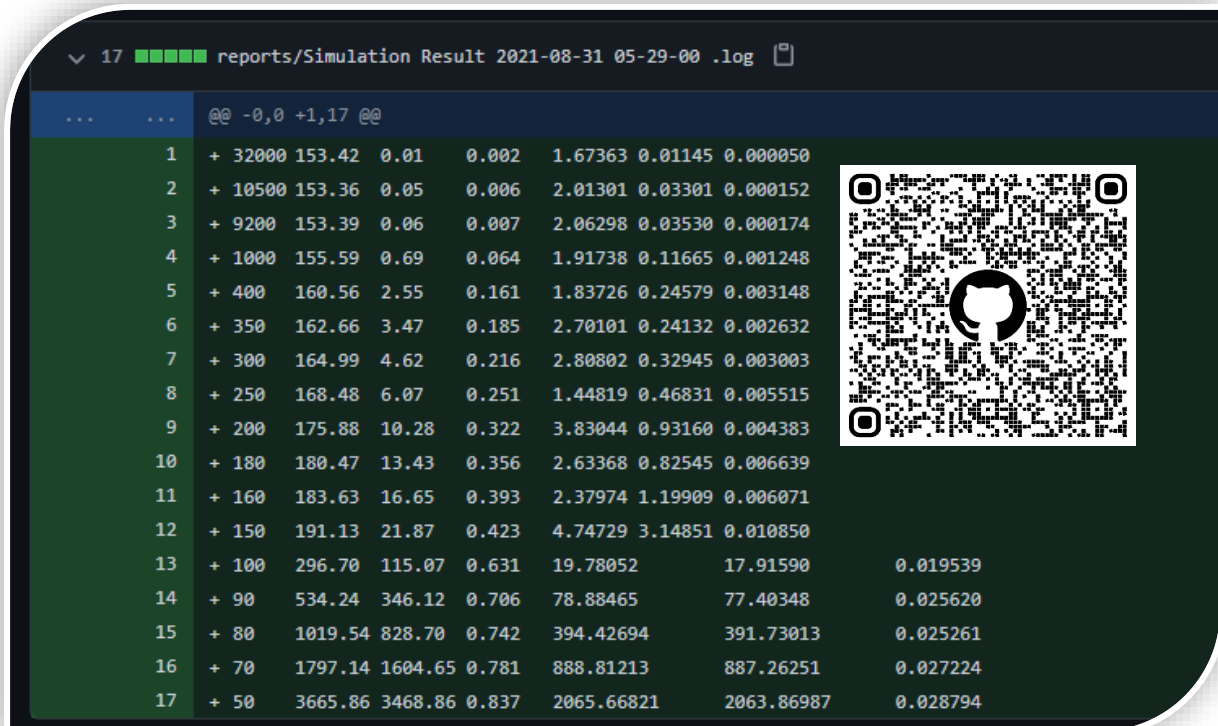 17 reports/Simulation Result 2021-08-31 05-29-00 .log
... ... @@ -0,0 +1,17 @@
1 + 32000 153.42 0.01 0.002 1.67363 0.01145 0.000050
2 + 10500 153.36 0.05 0.006 2.01301 0.03301 0.000152
3 + 9200 153.39 0.06 0.007 2.06298 0.03530 0.000174
4 + 1000 155.59 0.69 0.064 1.91738 0.11665 0.001248
5 + 400 160.56 2.55 0.161 1.83726 0.24579 0.003148
6 + 350 162.66 3.47 0.185 2.70101 0.24132 0.002632
7 + 300 164.99 4.62 0.216 2.80802 0.32945 0.003003
8 + 250 168.48 6.07 0.251 1.44819 0.46831 0.005515
9 + 200 175.88 10.28 0.322 3.83044 0.93160 0.004383
10 + 180 180.47 13.43 0.356 2.63368 0.82545 0.006639
11 + 160 183.63 16.65 0.393 2.37974 1.19909 0.006071
12 + 150 191.13 21.87 0.423 4.74729 3.14851 0.010850
13 + 100 296.70 115.07 0.631 19.78052 17.91590 0.019539
14 + 90 534.24 346.12 0.706 78.88465 77.40348 0.025620
15 + 80 1019.54 828.70 0.742 394.42694 391.73013 0.025261
16 + 70 1797.14 1604.65 0.781 888.81213 887.26251 0.027224
17 + 50 3665.86 3468.86 0.837 2065.66821 2063.86987 0.028794